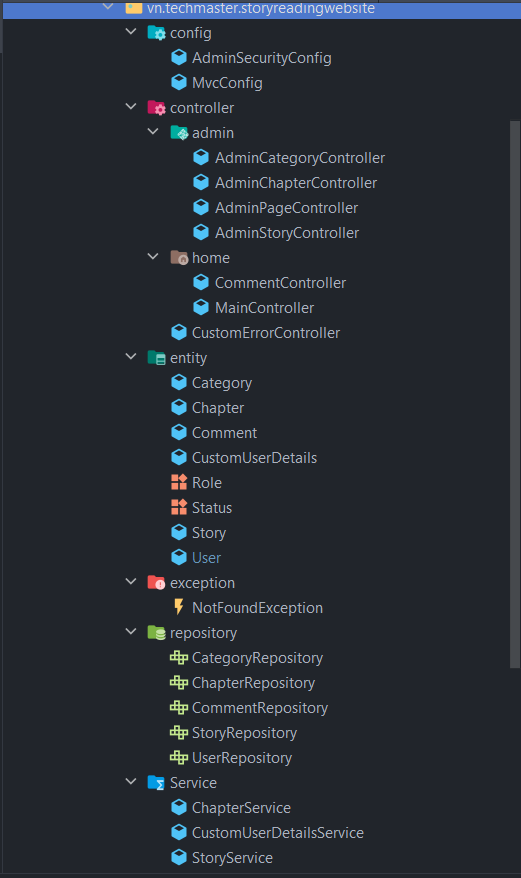 vn.techmaster.storyreadingwebsite
config
AdminSecurityConfig
MvcConfig
controller
admin
AdminCategoryController
AdminChapterController
AdminPageController
AdminStoryController
home
CommentController
MainController
CustomErrorController
entity
Category
Chapter
Comment
CustomUserDetails
Role
Status
Story
User
exception
NotFoundException
repository
CategoryRepository
ChapterRepository
CommentRepository
StoryRepository
UserRepository
Service
ChapterService
CustomUserDetailsService
StoryService